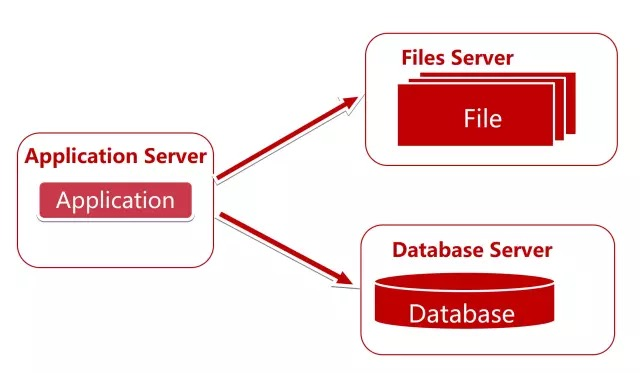 Files Server
File
Application Server
Application
Database Server
Database